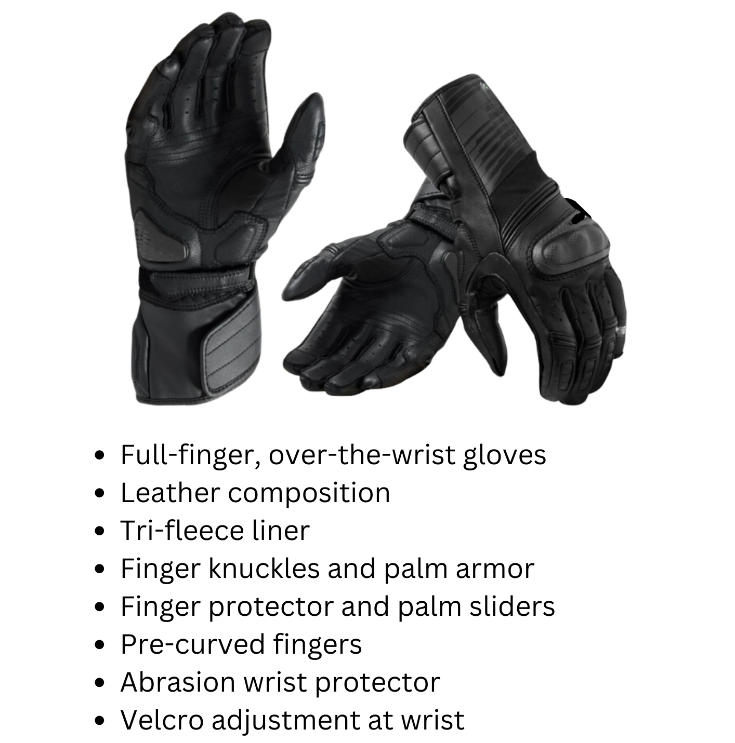 • Full-finger, over-the-wrist gloves
• Leather composition
• Tri-fleece liner
• Finger knuckles and palm armor
• Finger protector and palm sliders
• Pre-curved fingers
• Abrasion wrist protector
• Velcro adjustment at wrist